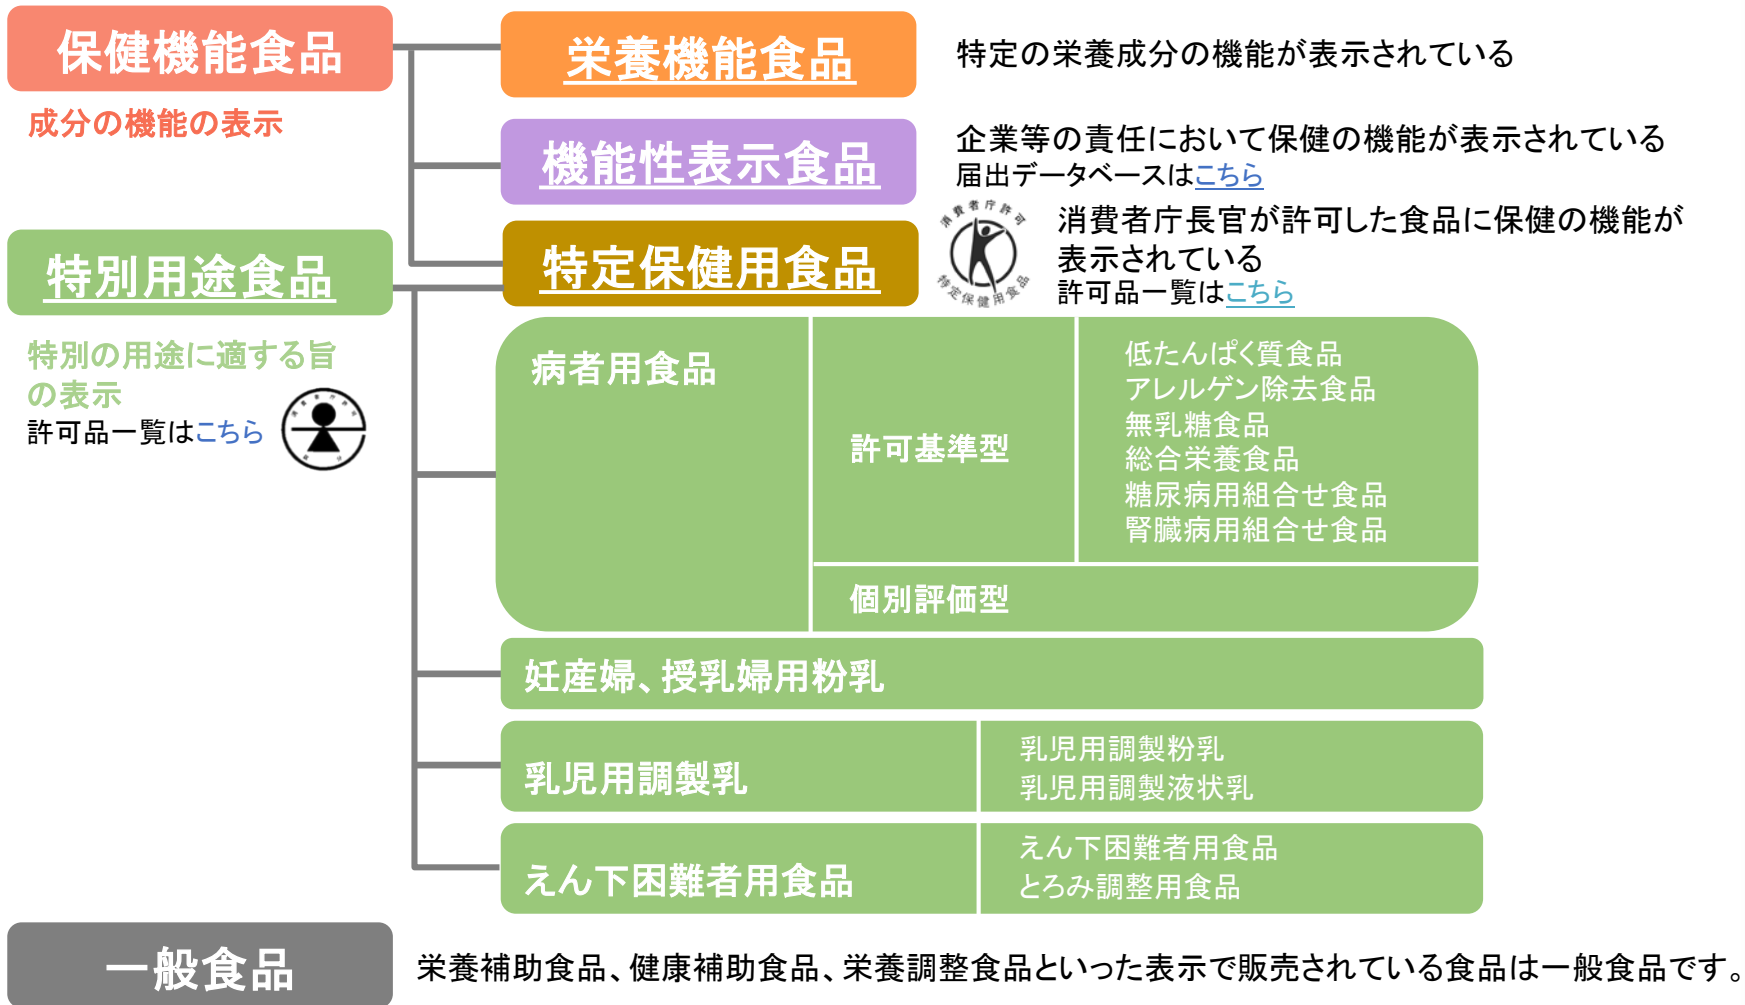 保健機能食品
成分の機能の表示
栄養機能食品
特定の栄養成分の機能が表示されている
機能性表示食品
企業等の責任において保健の機能が表示されている
届出データベースはこちら
特定保健用食品
消費者庁許可
特定保健用食品
消費者庁長官が許可した食品に保健の機能が
表示されている
許可品一覧はこちら
特別用途食品
特別の用途に適する旨
の表示
許可品一覧はこちら
病者用食品
許可基準型
低たんぱく質食品
アレルゲン除去食品
無乳糖食品
総合栄養食品
糖尿病用組合せ食品
腎臓病用組合せ食品
個別評価型
妊産婦、授乳婦用粉乳
乳児用調製乳
乳児用調製粉乳
乳児用調製液状乳
えん下困難者用食品
えん下困難者用食品
とろみ調整用食品
一般食品
栄養補助食品、健康補助食品、栄養調整食品といった表示で販売されている食品は一般食品です。